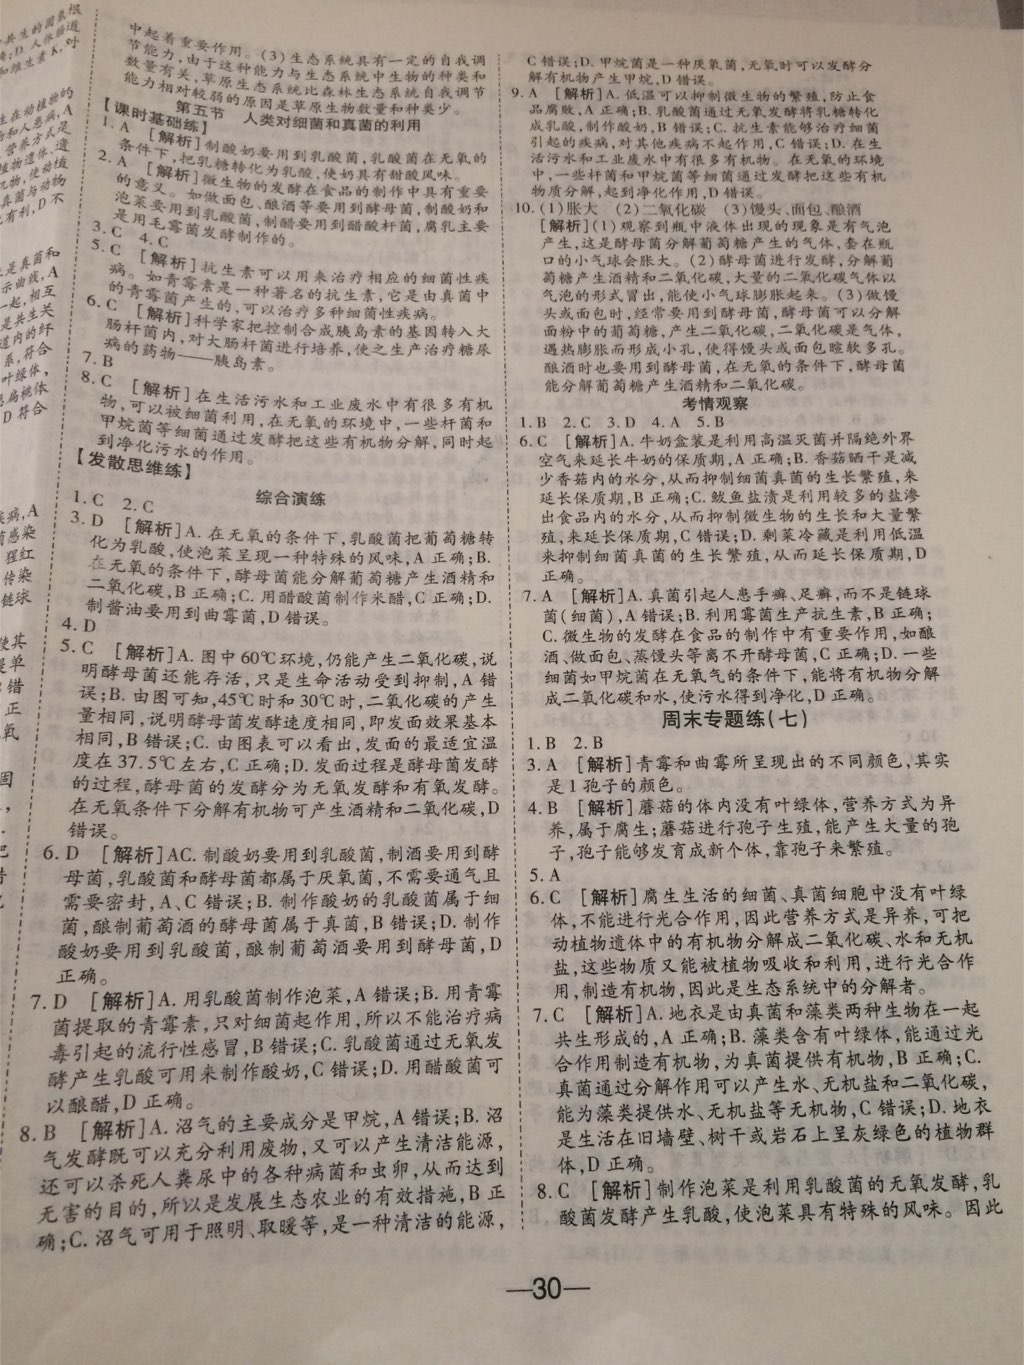 中起着重要作用。(3)生态系统具有一定的自我调
节能力,由于这种能力与生态系统中生物的种类和
数量有关,草原生态系统比森林生态系统自我调节
能力相对较弱的原因是草原生物数量和种类少。
第五节 人类对细菌和真菌的利用
【课时基础练】
1. A [解析]制酸奶要用到乳酸菌,乳酸菌在无氧的
条件下,把乳糖转化为乳酸,使奶具有甜酸风味。
2. A [解析]微生物的发酵在食品的制作中具有重要
的意义。如做面包、酿酒等要用到酵母菌,制酸奶和
泡菜要用到乳酸菌,制醋要用到醋酸杆菌,腐乳主要
是用毛霉菌发酵制作的。
3. C 4. C
5. C [解析]抗生素可以用来治疗相应的细菌性疾
病。如青霉素是一种著名的抗生素,它是由真菌中
的青霉菌产生的,可以治疗多种细菌性疾病。
6. C [解析]科学家把控制合成胰岛素的基因转入大
肠杆菌内,对大肠杆菌进行培养,使之生产治疗糖尿
病的药物——胰岛素。
7. B
8. C [解析]在生活污水和工业废水中有很多有机
物,可以被细菌利用,在无氧的环境中,一些杆菌和
甲烷菌等细菌通过发酵把这些有机物分解,同时起
到净化污水的作用。
【发散思维练】
综合演练
1. C 2. C
3. D [解析]A. 在无氧的条件下,乳酸菌把葡萄糖转
化为乳酸,使泡菜呈现一种特殊的风味,A 正确;B.
在无氧的条件下,酵母菌能分解葡萄糖产生酒精和
二氧化碳,B 正确;C. 用醋酸菌制作米醋,C 正确;D.
制酱油要用到曲霉菌,D 错误。
4. D
5. C [解析]A. 图中60℃环境,仍能产生二氧化碳,说
明酵母菌还能存活,只是生命活动受到抑制,A 错
误;B. 由图可知,45℃时和30℃时,二氧化碳的产生
量相同,说明酵母菌发酵速度相同,即发面效果基本
相同,B 错误;C. 由图表可以看出,发面的最适宜温
度在37.5℃左右,C 正确;D. 发面过程是酵母菌发酵
的过程,酵母菌的发酵分为无氧发酵和有氧发酵。
在无氧条件下分解有机物可产生酒精和二氧化碳,D
错误。
6. D [解析]AC. 制酸奶要用到乳酸菌,制酒要用到酵
母菌,乳酸菌和酵母菌都属于厌氧菌,不需要通气且
需要密封,A、C 错误;B. 制作酸奶的乳酸菌属于细
菌,酿制葡萄酒的酵母菌属于真菌,B 错误;D. 制作
酸奶要用到乳酸菌,酿制葡萄酒要用到酵母菌,D
正确。
7. D [解析]A. 用乳酸菌制作泡菜,A 错误;B. 用青霉
菌提取的青霉素,只对细菌起作用,所以不能治疗病
毒引起的流行性感冒,B 错误;C. 乳酸菌通过无氧发
酵产生乳酸可用来制作酸奶,C 错误;D. 用醋酸菌可
以酿醋,D 正确。
8. B [解析]A. 沼气的主要成分是甲烷,A 错误;B. 沼
气发酵既可以充分利用废物,又可以产生清洁能源,
还可以杀死人粪尿中的各种病菌和虫卵,从而达到
无害的目的,所以是发展生态农业的有效措施,B 正
确;C. 沼气可用于照明、取暖等,是一种清洁的能源,
C 错误;D. 甲烷菌是一种厌氧菌,无氧时可以发酵分
解有机物产生甲烷,D 错误。
9. A [解析]A. 低温可以抑制微生物的繁殖,防止食
品腐败,A 正确;B. 乳酸菌通过无氧发酵将乳糖转化
成乳酸,制作酸奶,B 错误;C. 抗生素能够治疗细菌
引起的疾病,对其他疾病不起作用,C 错误;D. 在生
活污水和工业废水中有很多有机物。在无氧的环境
中,一些杆菌和甲烷菌等细菌通过发酵把这些有机
物质分解,起到净化作用,D 错误。
10. (1)胀大 (2)二氧化碳 (3)馒头、面包、酿酒
[解析](1)观察到瓶中液体出现的现象是有气泡
产生,这是酵母菌分解葡萄糖产生的气体,套在瓶
口的小气球会胀大。(2)酵母菌进行发酵,分解葡
萄糖产生酒精和二氧化碳,大量的二氧化碳气体以
气泡的形式冒出,能使小气球膨胀起来。(3)做馒
头或面包时,经常要用到酵母菌,酵母菌可以分解
面粉中的葡萄糖,产生二氧化碳,二氧化碳是气体,
遇热膨胀而形成小孔,使得馒头或面包暄软多孔。
酿酒时也要用到酵母菌,在无氧的条件下,酵母菌
能分解葡萄糖产生酒精和二氧化碳。
考情观察
1. B 2. C 3. D 4. A 5. B
6. C [解析]A. 牛奶盒装是利用高温灭菌并隔绝外界
空气来延长牛奶的保质期,A 正确;B. 香菇晒干是减
少香菇内的水分,从而抑制细菌真菌的生长繁殖,来
延长保质期,B 正确;C. 鱿鱼盐渍是利用较多的盐渗
出食品内的水分,从而抑制微生物的生长和大量繁
殖,来延长保质期,C 错误;D. 剩菜冷藏是利用低温
来抑制细菌真菌的生长繁殖,从而延长保质期,D
正确。
7. A [解析]A. 真菌引起人患手癣、足癣,而不是链球
菌(细菌),A 错误;B. 利用霉菌生产抗生素,B 正确;
C. 微生物的发酵在食品的制作中有重要作用,如酿
酒、做面包、蒸馒头等离不开酵母菌,C 正确;D. 一些
细菌如甲烷菌在无氧气的条件下,能将有机物分解
成二氧化碳和水,使污水得到净化,D 正确。
周末专题练(七)
1. B 2. B
3. A [解析]青霉和曲霉所呈现出的不同颜色,其实
是1孢子的颜色。
4. B [解析]蘑菇的体内没有叶绿体,营养方式为异
养,属于腐生;蘑菇进行孢子生殖,能产生大量的孢
子,孢子能够发育成新个体,靠孢子来繁殖。
5. A
6. C [解析]腐生生活的细菌、真菌细胞中没有叶绿
体,不能进行光合作用,因此营养方式是异养,可把
动植物遗体中的有机物分解成二氧化碳、水和无机
盐,这些物质又能被植物吸收和利用,进行光合作
用,制造有机物,因此是生态系统中的分解者。
7. C [解析]A. 地衣是由真菌和藻类两种生物在一起
共生形成的,A 正确;B. 藻类含有叶绿体,能通过光
合作用制造有机物,为真菌提供有机物,B 正确;C.
真菌通过分解作用可以产生水、无机盐和二氧化碳,
能为藻类提供水、无机盐等无机物,C 错误;D. 地衣
是生活在旧墙壁、树干或岩石上呈灰绿色的植物群
体,D 正确。
8. C [解析]制作泡菜是利用乳酸菌的无氧发酵,乳
酸菌发酵产生乳酸,使泡菜具有特殊的风味。因此
—30—